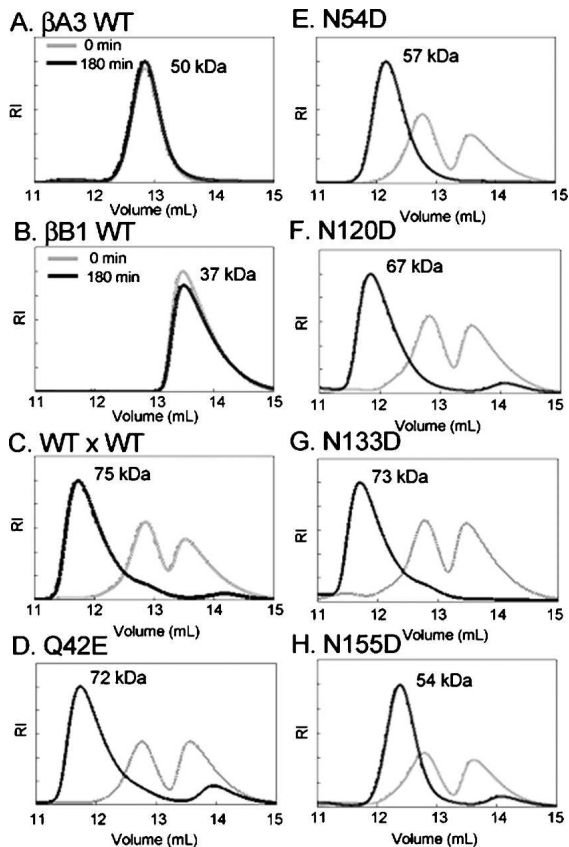 A. βA3 WT
0 min
180 min
50 kDa
RI
11 12 13 14 15
Volume (mL)
B. βB1 WT
0 min
180 min
37 kDa
RI
11 12 13 14 15
Volume (mL)
C. WT x WT
75 kDa
RI
11 12 13 14 15
Volume (mL)
D. Q42E
72 kDa
RI
11 12 13 14 15
Volume (mL)
E. N54D
57 kDa
RI
11 12 13 14 15
Volume (mL)
F. N120D
67 kDa
RI
11 12 13 14 15
Volume (mL)
G. N133D
73 kDa
RI
11 12 13 14 15
Volume (mL)
H. N155D
54 kDa
RI
11 12 13 14 15
Volume (mL)